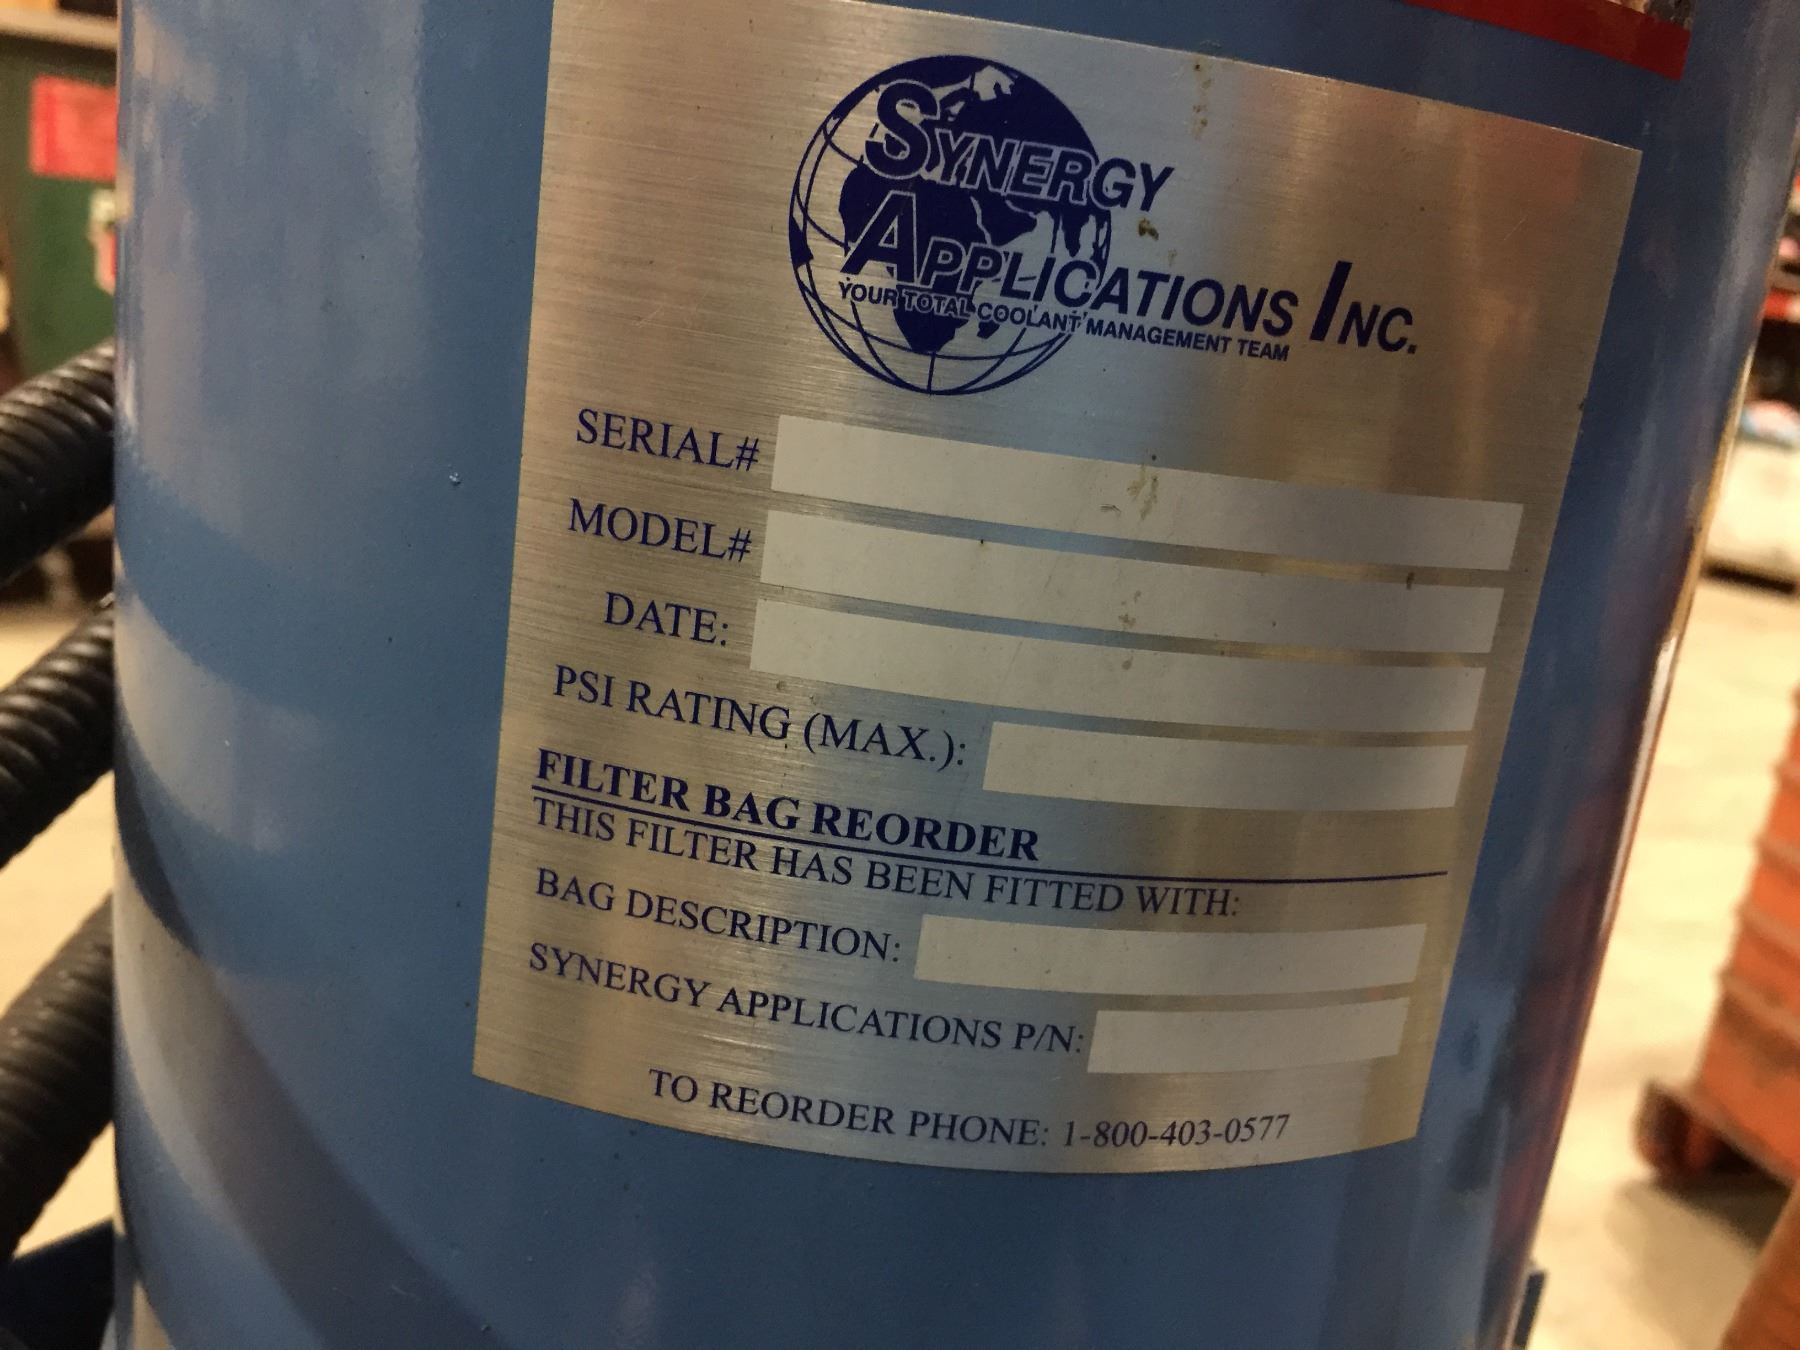 SYNERGY
APPLICATIONS INC.
YOUR TOTAL COOLANT MANAGEMENT TEAM
SERIAL#
MODEL#
DATE:
PSI RATING (MAX.):
FILTER BAG REORDER
THIS FILTER HAS BEEN FITTED WITH:
BAG DESCRIPTION:
SYNERGY APPLICATIONS P/N:
TO REORDER PHONE: 1-800-403-0577